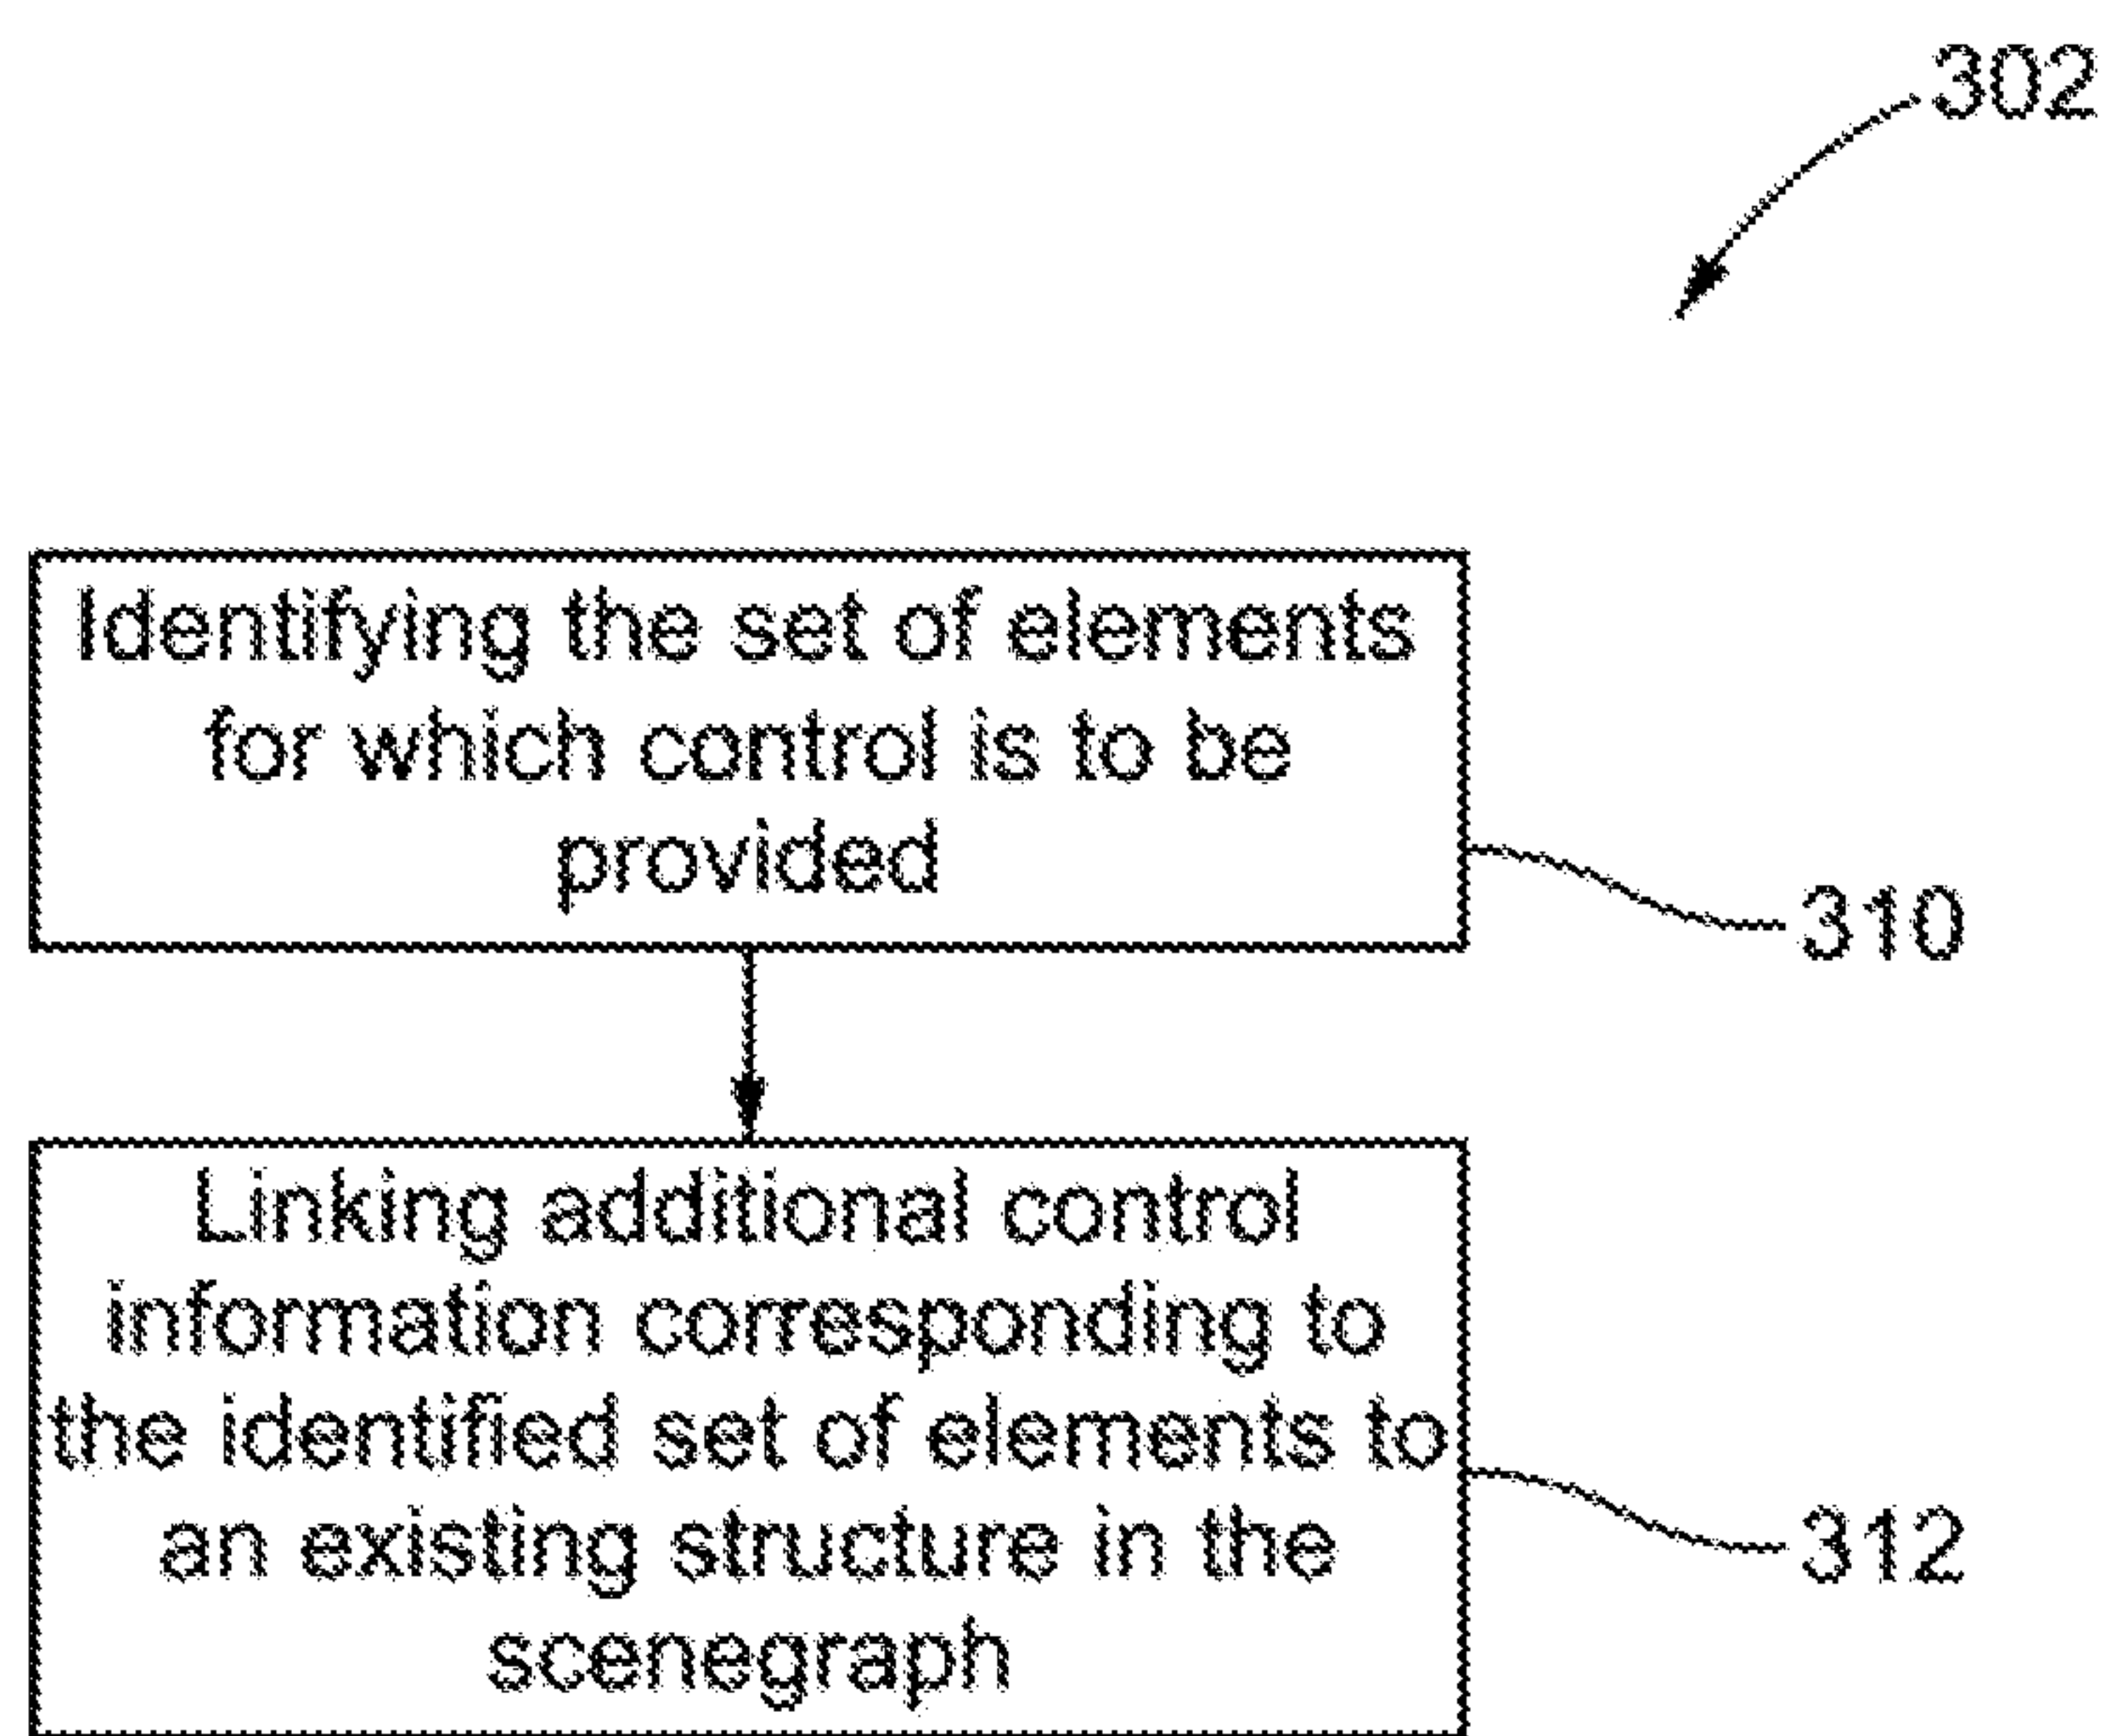 302
Identifying the set of elements
for which control is to be
provided
310
Linking additional control
information corresponding to
the identified set of elements to
an existing structure in the
scenegraph
312